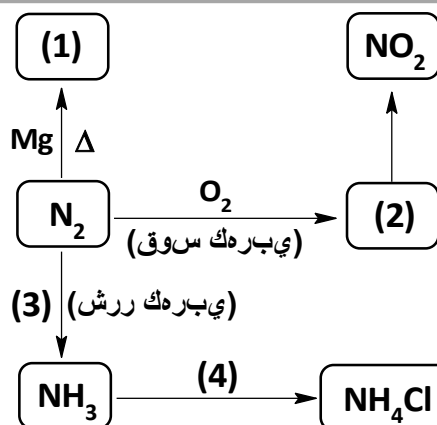 (1)
NO₂
Mg Δ
O₂
N₂
(2)
(يبرهك سوق)
(3) (يبرهك ررش)
(4)
NH₃
NH₄Cl